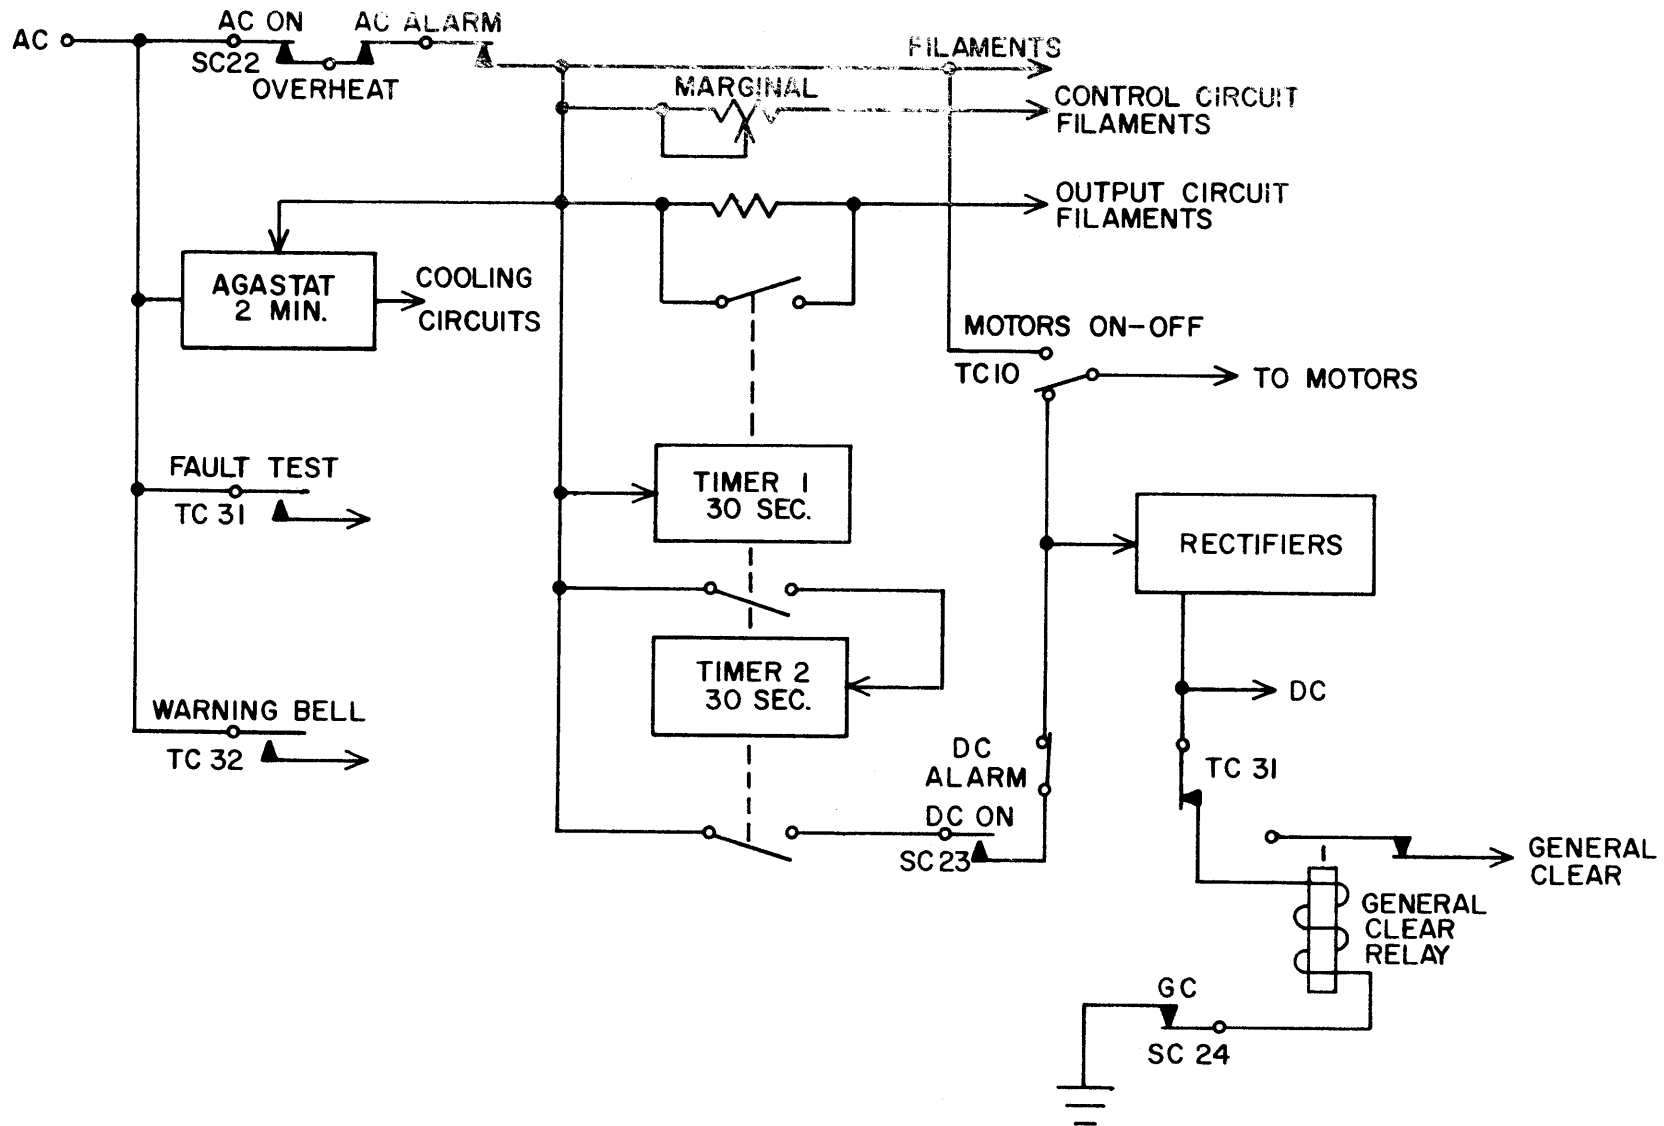 AC
AC ON
AC ALARM
SC22
OVERHEAT
FILAMENTS
MARGINAL
CONTROL CIRCUIT
FILAMENTS
OUTPUT CIRCUIT
FILAMENTS
AGASTAT
2 MIN.
COOLING
CIRCUITS
MOTORS ON-OFF
TC10
TO MOTORS
FAULT TEST
TC 31
TIMER 1
30 SEC.
RECTIFIERS
TIMER 2
30 SEC.
WARNING BELL
TC 32
DC
DC
ALARM
DC ON
SC23
TC 31
GENERAL
CLEAR
GENERAL
CLEAR
RELAY
GC
SC 24